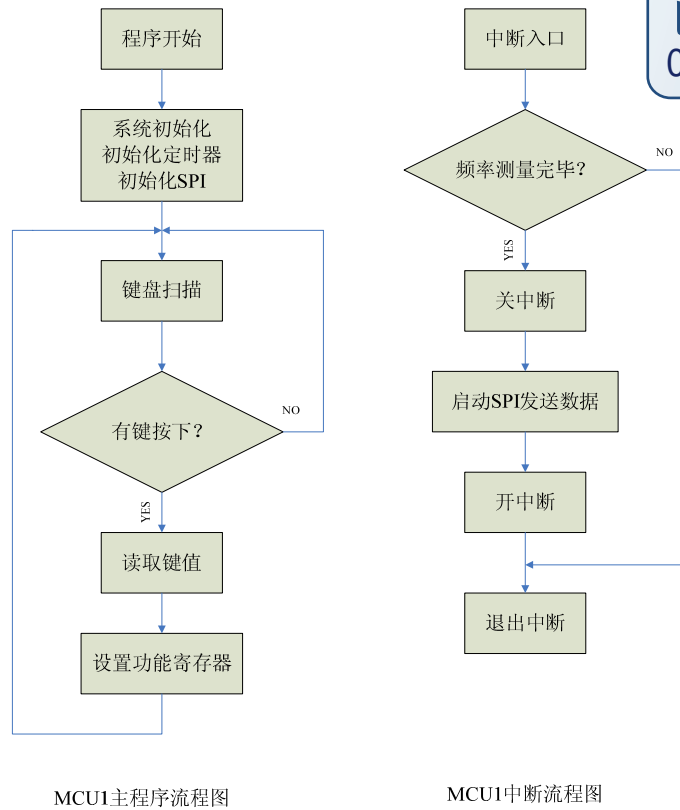 程序开始
系统初始化
初始化定时器
初始化SPI
键盘扫描
有键按下？
NO
YES
读取键值
设置功能寄存器
MCU1主程序流程图
中断入口
频率测量完毕？
NO
YES
关中断
启动SPI发送数据
开中断
退出中断
MCU1中断流程图